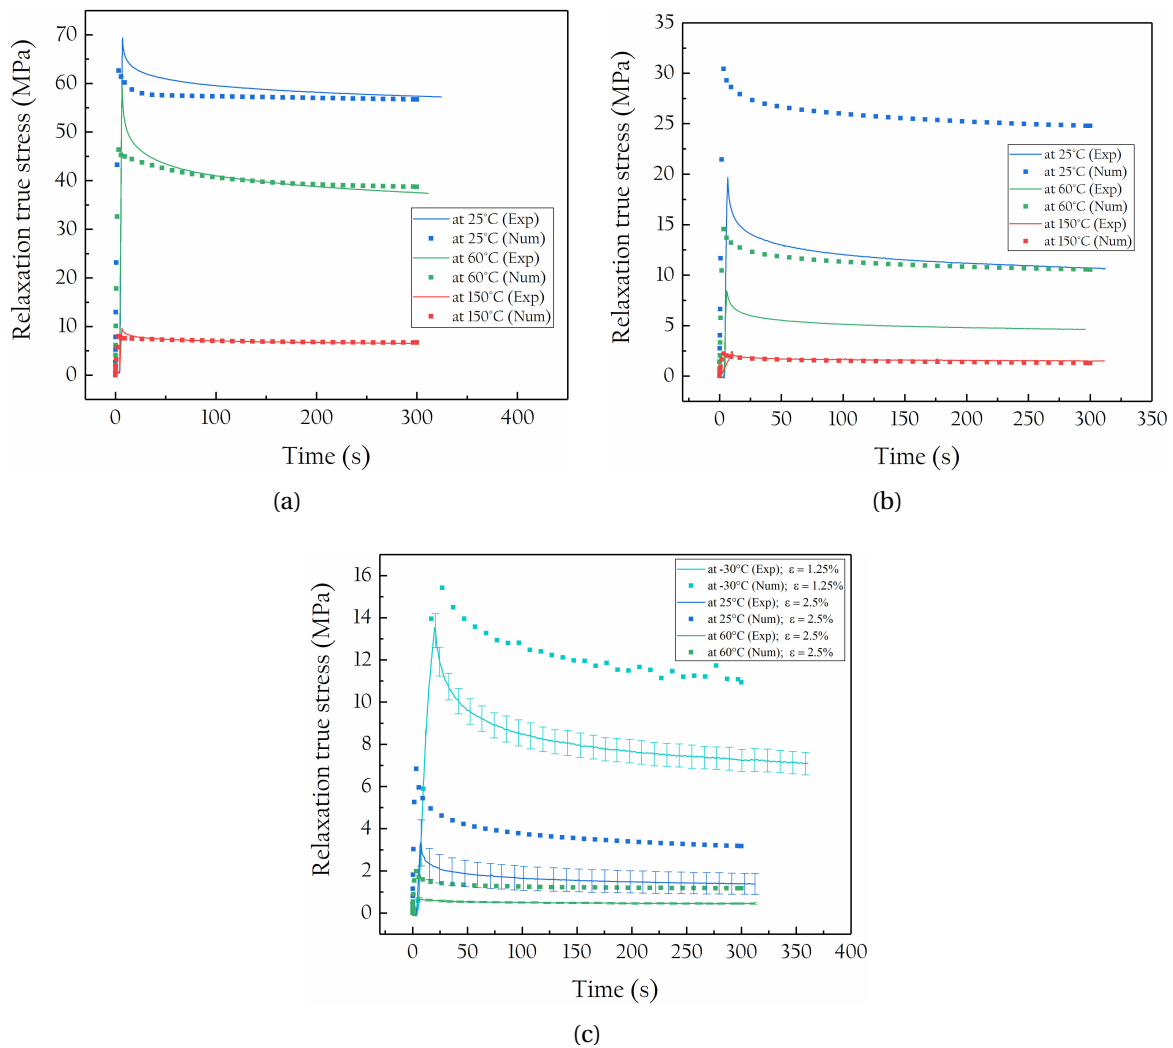 70
60
50
40
30
20
10
0
Relaxation true stress (MPa)
at 25°C (Exp)
at 25°C (Num)
at 60°C (Exp)
at 60°C (Num)
at 150°C (Exp)
at 150°C (Num)
0 100 200 300 400
Time (s)
(a)
35
30
25
20
15
10
5
0
Relaxation true stress (MPa)
at 25°C (Exp)
at 25°C (Num)
at 60°C (Exp)
at 60°C (Num)
at 150°C (Exp)
at 150°C (Num)
0 50 100 150 200 250 300 350
Time (s)
(b)
16
14
12
10
8
6
4
2
0
Relaxation true stress (MPa)
at -30°C (Exp); ε = 1.25%
at -30°C (Num); ε = 1.25%
at 25°C (Exp); ε = 2.5%
at 25°C (Num); ε = 2.5%
at 60°C (Exp); ε = 2.5%
at 60°C (Num); ε = 2.5%
0 50 100 150 200 250 300 350 400
Time (s)
(c)